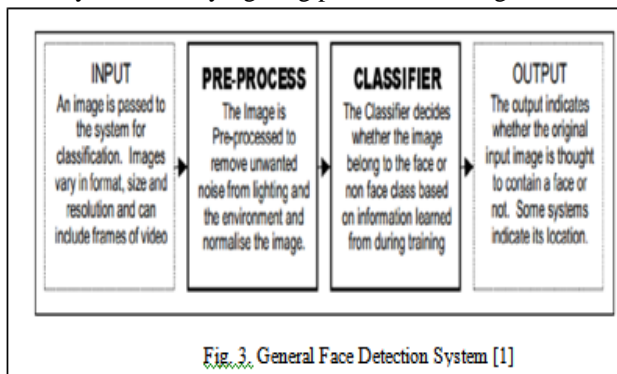 INPUT
An image is passed to
the system for
classification. Images
vary in format, size and
resolution and can
include frames of video
PRE-PROCESS
The Image is
Pre-processed to
remove unwanted
noise from lighting and
the environment and
normalise the image.
CLASSIFIER
The Classifier decides
whether the image
belong to the face or
non face class based
on information learned
from during training
OUTPUT
The output indicates
whether the original
input image is thought
to contain a face or
not. Some systems
indicate its location.
Fig. 3. General Face Detection System [1]